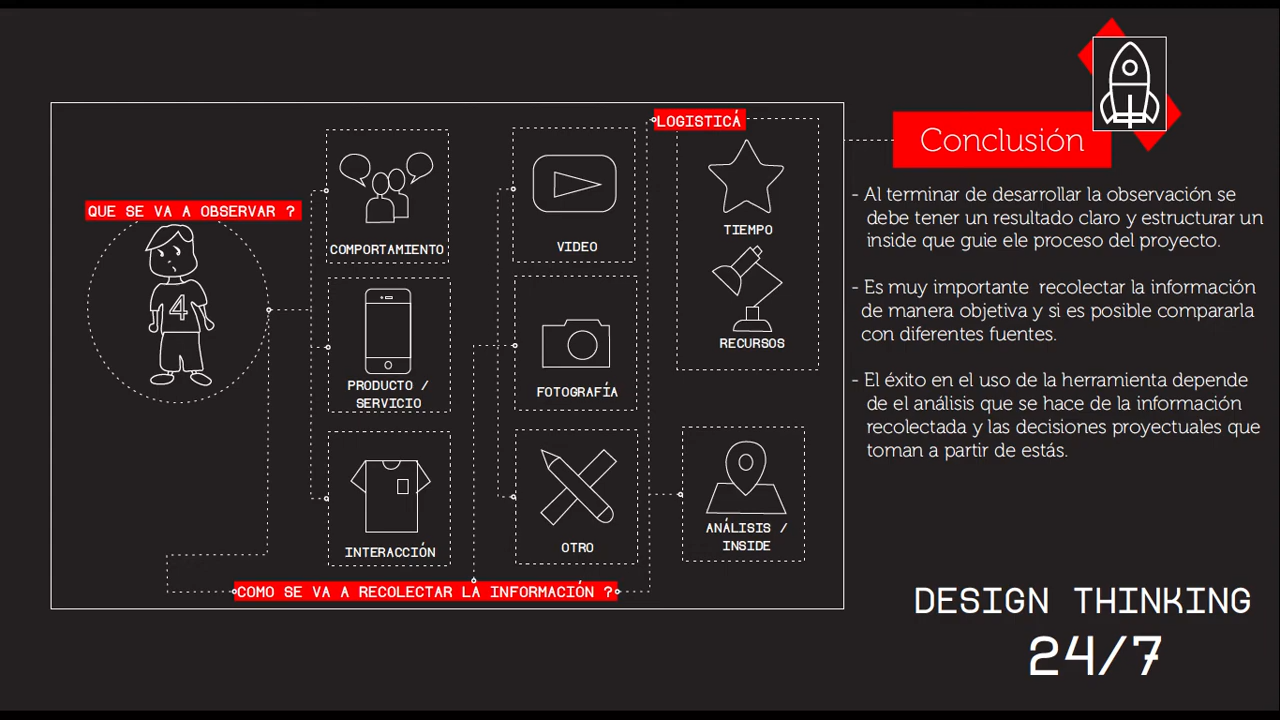 LOGISTICÁ
QUE SE VA A OBSERVAR ?
4
COMPORTAMIENTO
PRODUCTO /
SERVICIO
INTERACCIÓN
VIDEO
FOTOGRAFÍA
OTRO
TIEMPO
RECURSOS
ANÁLISIS /
INSIDE
COMO SE VA A RECOLECTAR LA INFORMACIÓN ?
Conclusión
- Al terminar de desarrollar la observación se
debe tener un resultado claro y estructurar un
inside que guie ele proceso del proyecto.
- Es muy importante recolectar la información
de manera objetiva y si es posible compararla
con diferentes fuentes.
- El éxito en el uso de la herramienta depende
de el análisis que se hace de la información
recolectada y las decisiones proyectuales que
toman a partir de estás.
DESIGN THINKING
24/7